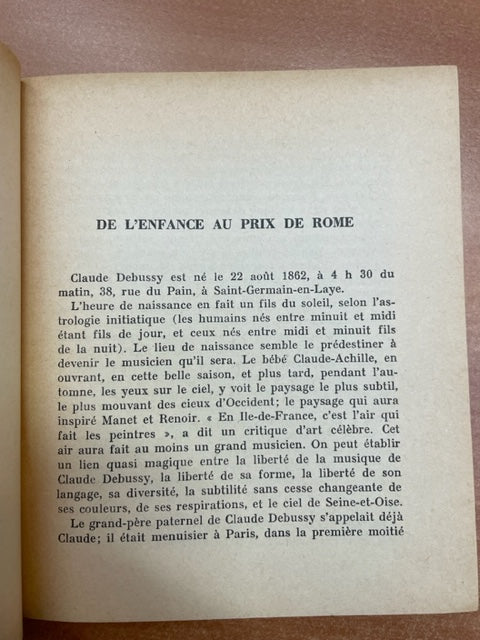 DE L'ENFANCE AU PRIX DE ROME
Claude Debussy est né le 22 août 1862, à 4 h 30 du
matin, 38, rue du Pain, à Saint-Germain-en-Laye.
L'heure de naissance en fait un fils du soleil, selon l'as-
trologie initiatique (les humains nés entre minuit et midi
étant fils de jour, et ceux nés entre midi et minuit fils
de la nuit). Le lieu de naissance semble le prédestiner à
devenir le musicien qu'il sera. Le bébé Claude-Achille, en
ouvrant, en cette belle saison, et plus tard, pendant l'au-
tomne, les yeux sur le ciel, y voit le paysage le plus subtil,
le plus mouvant des cieux d'Occident; le paysage qui aura
inspiré Manet et Renoir. « En Ile-de-France, c'est l'air qui
fait les peintres », a dit un critique d'art célèbre. Cet
air aura fait au moins un grand musicien. On peut établir
un lien quasi magique entre la liberté de la musique de
Claude Debussy, la liberté de sa forme, la liberté de son
langage, sa diversité, la subtilité sans cesse changeante de
ses couleurs, de ses respirations, et le ciel de Seine-et-Oise.
Le grand-père paternel de Claude Debussy s'appelait déjà
Claude; il était menuisier à Paris, dans la première moitié